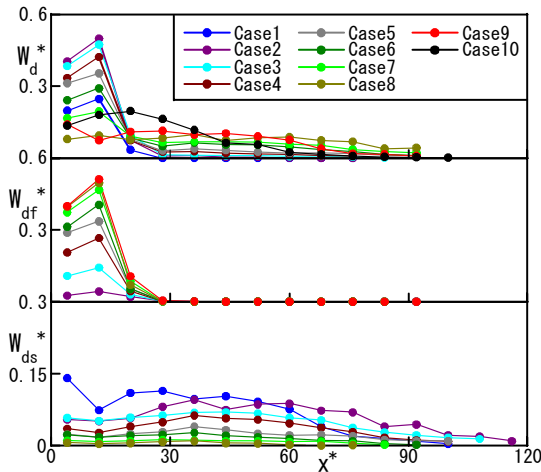 0.6
W_d^*
0.3
Case1
Case2
Case3
Case4
Case5
Case6
Case7
Case8
Case9
Case10
0.6
W_df^*
0.3
0.3
W_ds^*
0.15
0
0 30 60 90 120
x^*